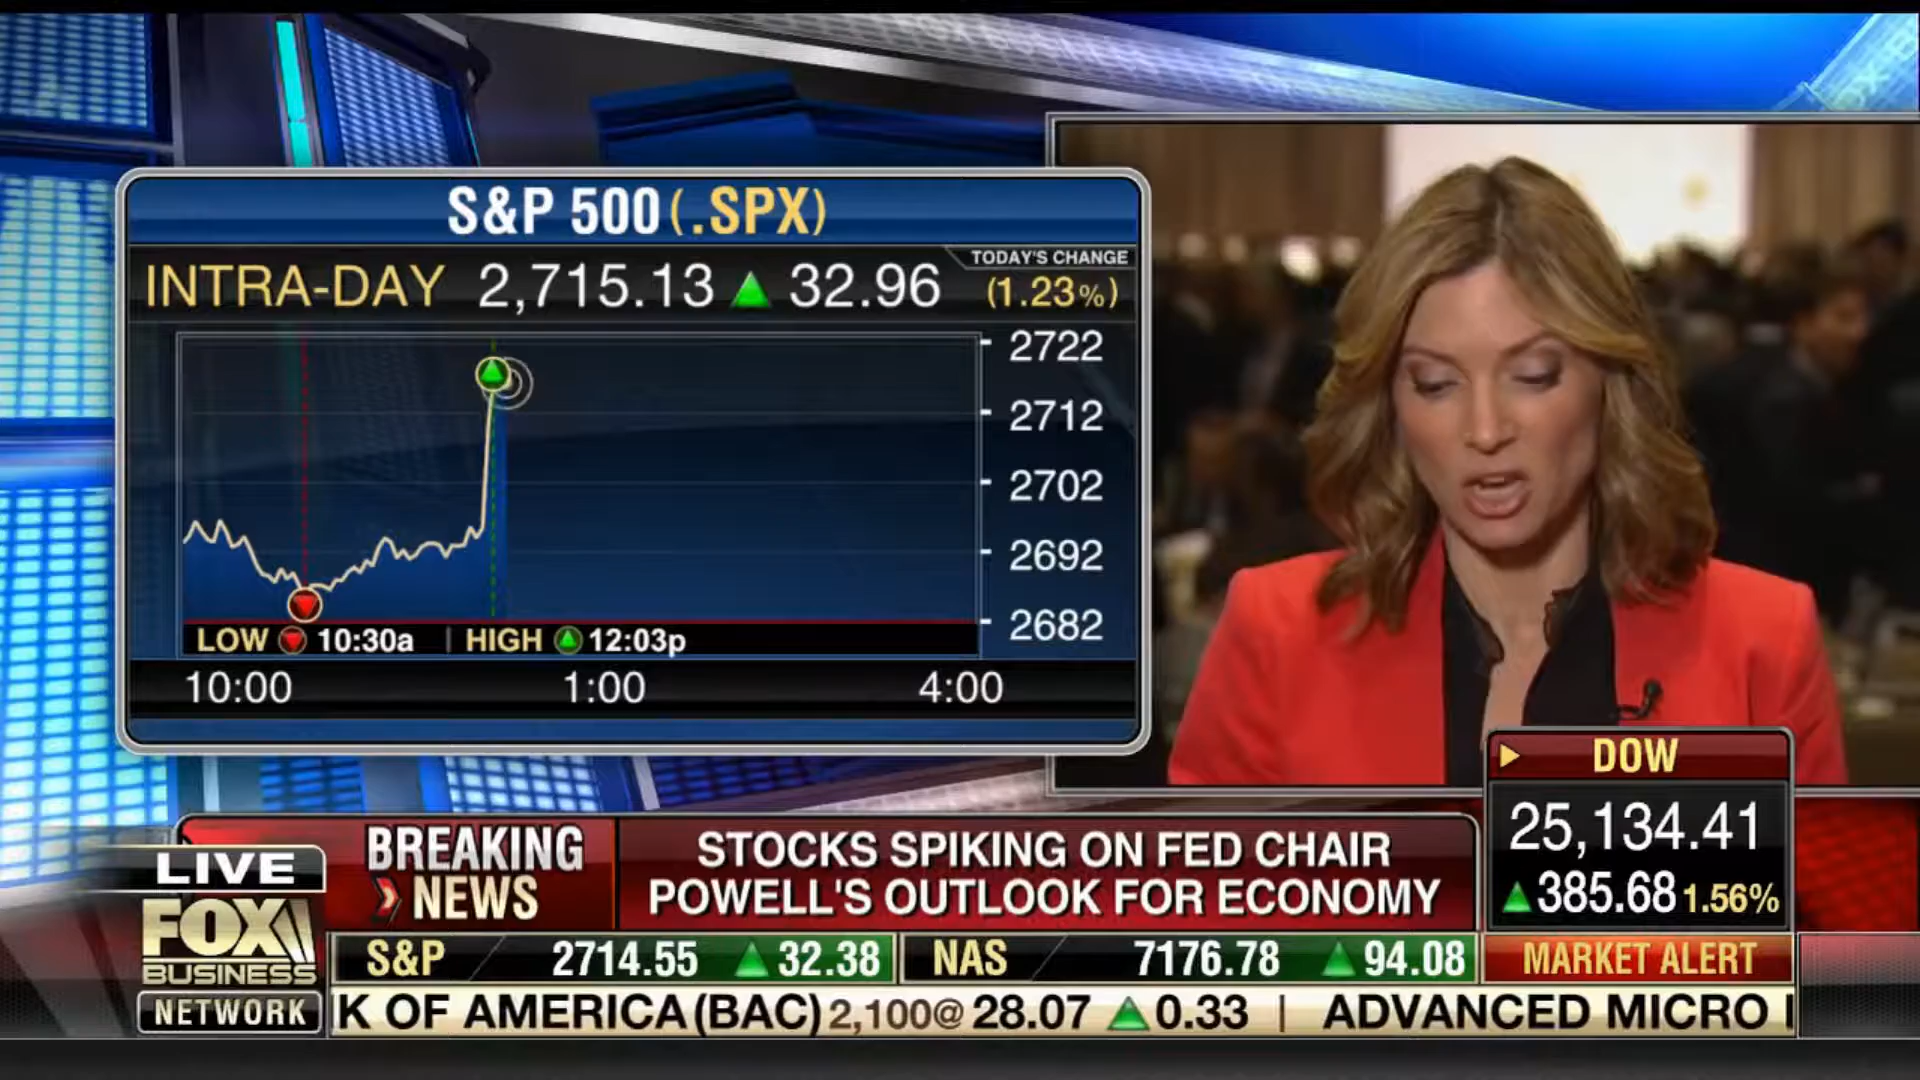 S&P 500 (.SPX)
INTRA-DAY 2,715.13 ▲ 32.96
TODAY'S CHANGE
(1.23%)
2722
2712
2702
2692
2682
LOW ▼ 10:30a | HIGH ▲ 12:03p
10:00 1:00 4:00
DOW
25,134.41
▲ 385.68 1.56%
MARKET ALERT
BREAKING
NEWS
STOCKS SPIKING ON FED CHAIR
POWELL'S OUTLOOK FOR ECONOMY
LIVE
FOX
BUSINESS
NETWORK
S&P 2714.55 ▲ 32.38 NAS 7176.78 ▲ 94.08
K OF AMERICA (BAC) 2,100@ 28.07 ▲ 0.33 | ADVANCED MICRO